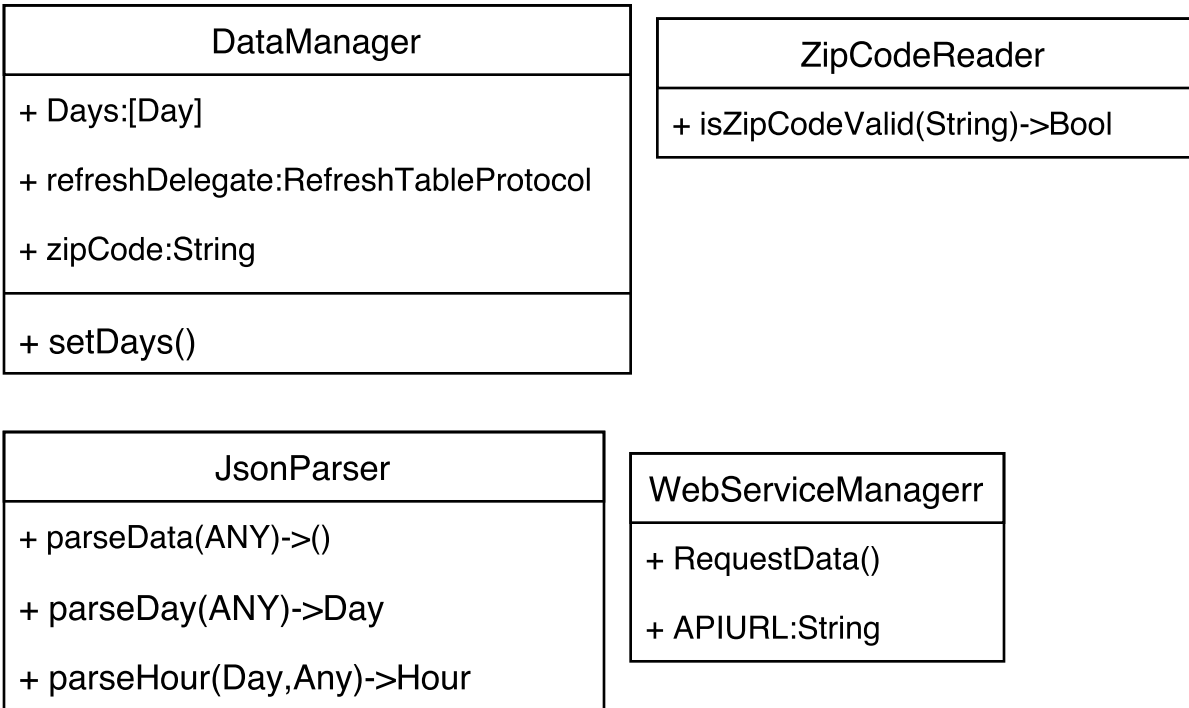 DataManager
+ Days:[Day]
+ refreshDelegate:RefreshTableProtocol
+ zipCode:String
+ setDays()
ZipCodeReader
+ isZipCodeValid(String)->Bool
JsonParser
+ parseData(ANY)->()
+ parseDay(ANY)->Day
+ parseHour(Day,Any)->Hour
WebServiceManagerr
+ RequestData()
+ APIURL:String